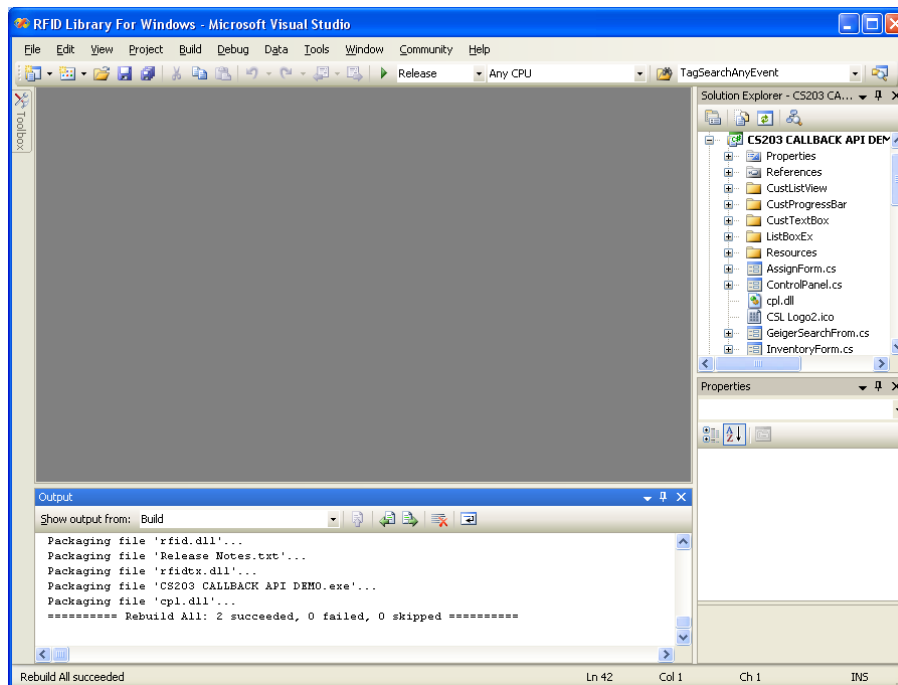 RFID Library For Windows - Microsoft Visual Studio
File Edit View Project Build Debug Data Tools Window Community Help
Release Any CPU TagSearchAnyEvent
Toolbox
Solution Explorer - CS203 CA...
CS203 CALLBACK API DEM
Properties
References
CustListView
CustProgressBar
CustTextBox
ListBoxEx
Resources
AssignForm.cs
ControlPanel.cs
cpl.dll
CSL Logo2.ico
GeigerSearchFrom.cs
InventoryForm.cs
Properties
Output
Show output from: Build
Packaging file 'rfid.dll'...
Packaging file 'Release Notes.txt'...
Packaging file 'rfidtx.dll'...
Packaging file 'CS203 CALLBACK API DEMO.exe'...
Packaging file 'cpl.dll'...
========== Rebuild All: 2 succeeded, 0 failed, 0 skipped ==========
Rebuild All succeeded Ln 42 Col 1 Ch 1 INS